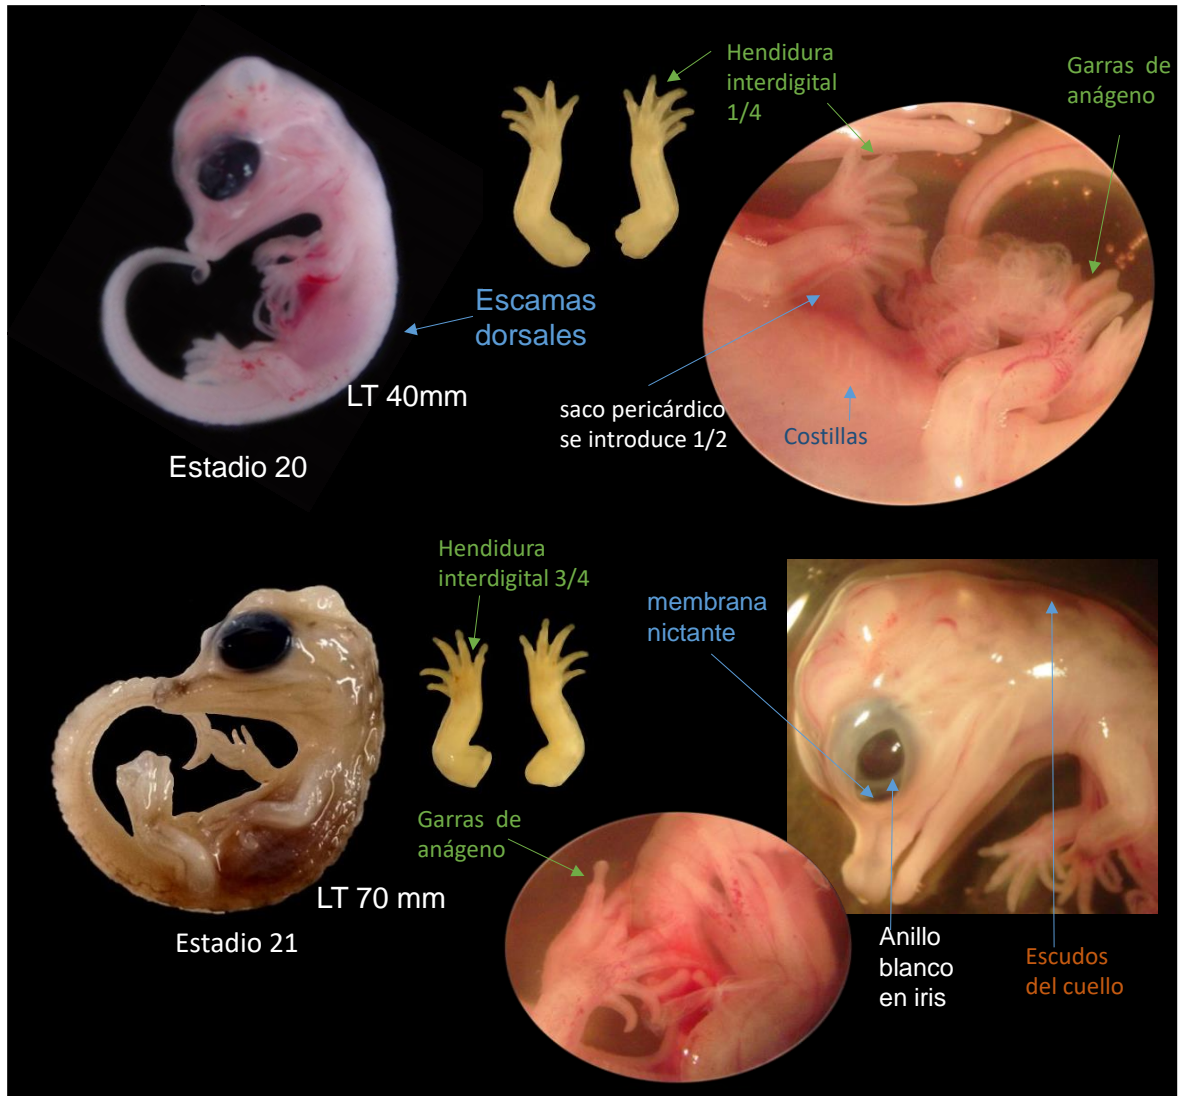 Hendidura
interdigital
1/4
Garras de
anágeno
Escamas
dorsales
LT 40mm
saco pericárdico
se introduce 1/2
Costillas
Estadio 20
Hendidura
interdigital 3/4
membrana
nictante
Garras de
anágeno
LT 70 mm
Estadio 21
Anillo
blanco
en iris
Escudos
del cuello